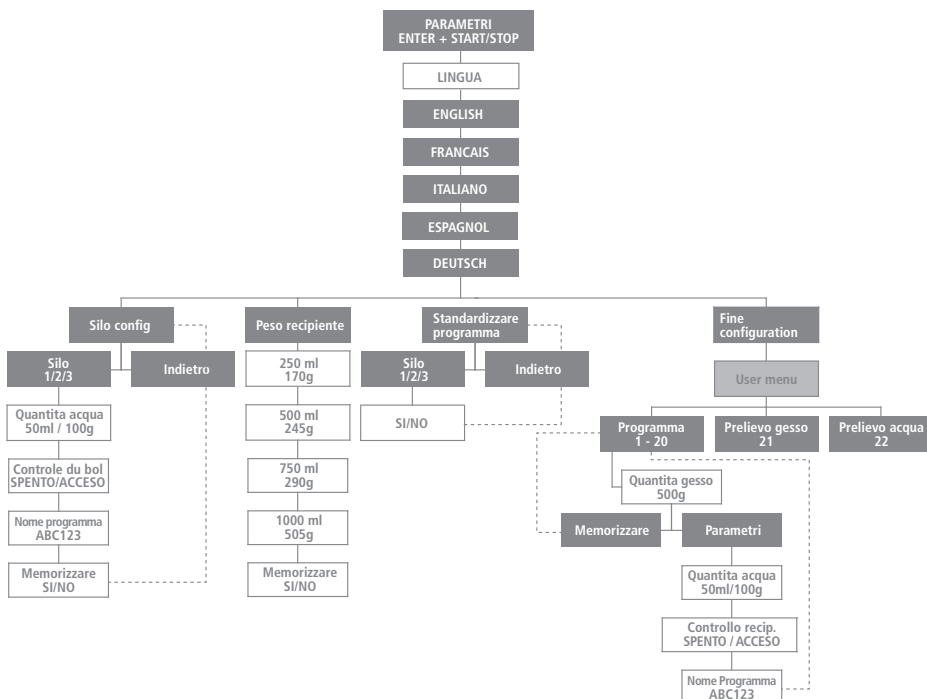 PARAMETRI
ENTER + START/STOP
LINGUA
ENGLISH
FRANCAIS
ITALIANO
ESPAGNOL
DEUTSCH
Silo config
Silo
1/2/3
Indietro
Quantita acqua
50ml / 100g
Controle du bol
SPENTO/ACCESO
Nome programma
ABC123
Memorizzare
SI/NO
Peso recipiente
250 ml
170g
500 ml
245g
750 ml
290g
1000 ml
505g
Memorizzare
SI/NO
Standardizzare
programma
Silo
1/2/3
Indietro
SI/NO
Fine
configuration
User menu
Programma
1 - 20
Prelievo gesso
21
Prelievo acqua
22
Quantita gesso
500g
Memorizzare
Parametri
Quantita acqua
50ml/100g
Controllo recip.
SPENTO / ACCESO
Nome Programma
ABC123